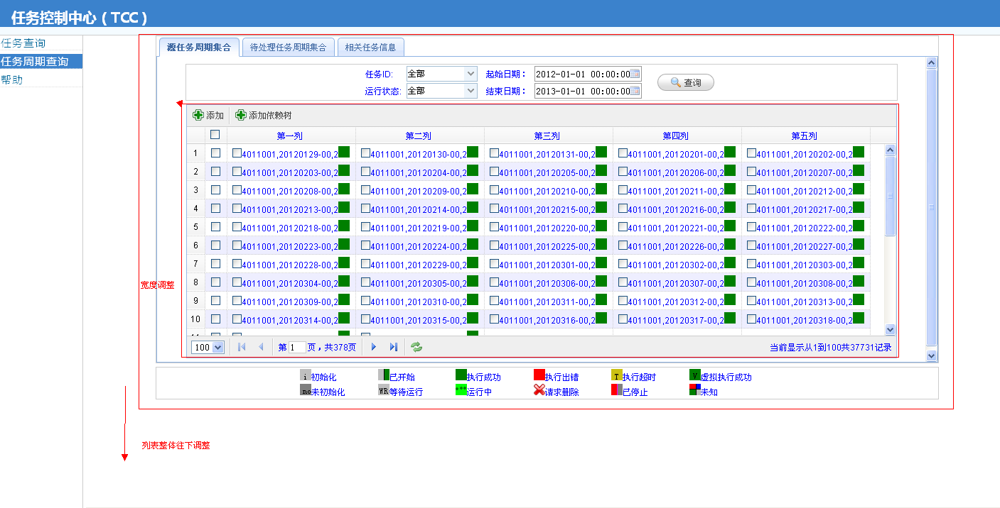 任务控制中心 ( TCC )
任务查询
任务周期查询
帮助
源任务周期集合 待处理任务周期集合 相关任务信息
任务ID: 全部 起始日期： 2012-01-01 00:00:00 查询
运行状态: 全部 结束日期： 2013-01-01 00:00:00
添加 添加依赖树
第一列 第二列 第三列 第四列 第五列
1 4011001,20120129-00,2 4011001,20120130-00,2 4011001,20120131-00,2 4011001,20120201-00,2 4011001,20120202-00,2
2 4011001,20120203-00,2 4011001,20120204-00,2 4011001,20120205-00,2 4011001,20120206-00,2 4011001,20120207-00,2
3 4011001,20120208-00,2 4011001,20120209-00,2 4011001,20120210-00,2 4011001,20120211-00,2 4011001,20120212-00,2
4 4011001,20120213-00,2 4011001,20120214-00,2 4011001,20120215-00,2 4011001,20120216-00,2 4011001,20120217-00,2
5 4011001,20120218-00,2 4011001,20120219-00,2 4011001,20120220-00,2 4011001,20120221-00,2 4011001,20120222-00,2
6 4011001,20120223-00,2 4011001,20120224-00,2 4011001,20120225-00,2 4011001,20120226-00,2 4011001,20120227-00,2
7 4011001,20120228-00,2 4011001,20120229-00,2 4011001,20120301-00,2 4011001,20120302-00,2 4011001,20120303-00,2
8 4011001,20120304-00,2 4011001,20120305-00,2 4011001,20120306-00,2 4011001,20120307-00,2 4011001,20120308-00,2
宽度调整
9 4011001,20120309-00,2 4011001,20120310-00,2 4011001,20120311-00,2 4011001,20120312-00,2 4011001,20120313-00,2
10 4011001,20120314-00,2 4011001,20120315-00,2 4011001,20120316-00,2 4011001,20120317-00,2 4011001,20120318-00,2
100 第 1 页，共378页 当前显示从1到100共37731记录
i 初始化 已开始 执行成功 执行出错 T 执行超时 V 虚拟执行成功
no 未初始化 WR 等待运行 运行中 请求删除 已停止 未知
列表整体往下调整